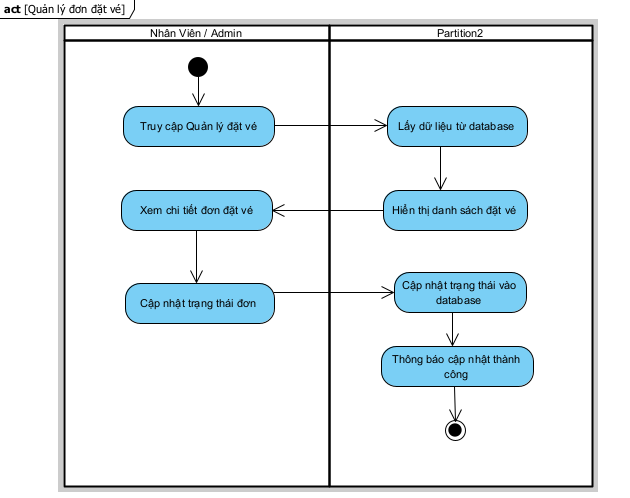 act [Quản lý đơn đặt vé]
Nhân Viên / Admin
Partition2
Truy cập Quản lý đặt vé
Lấy dữ liệu từ database
Xem chi tiết đơn đặt vé
Hiển thị danh sách đặt vé
Cập nhật trạng thái đơn
Cập nhật trạng thái vào
database
Thông báo cập nhật thành
công